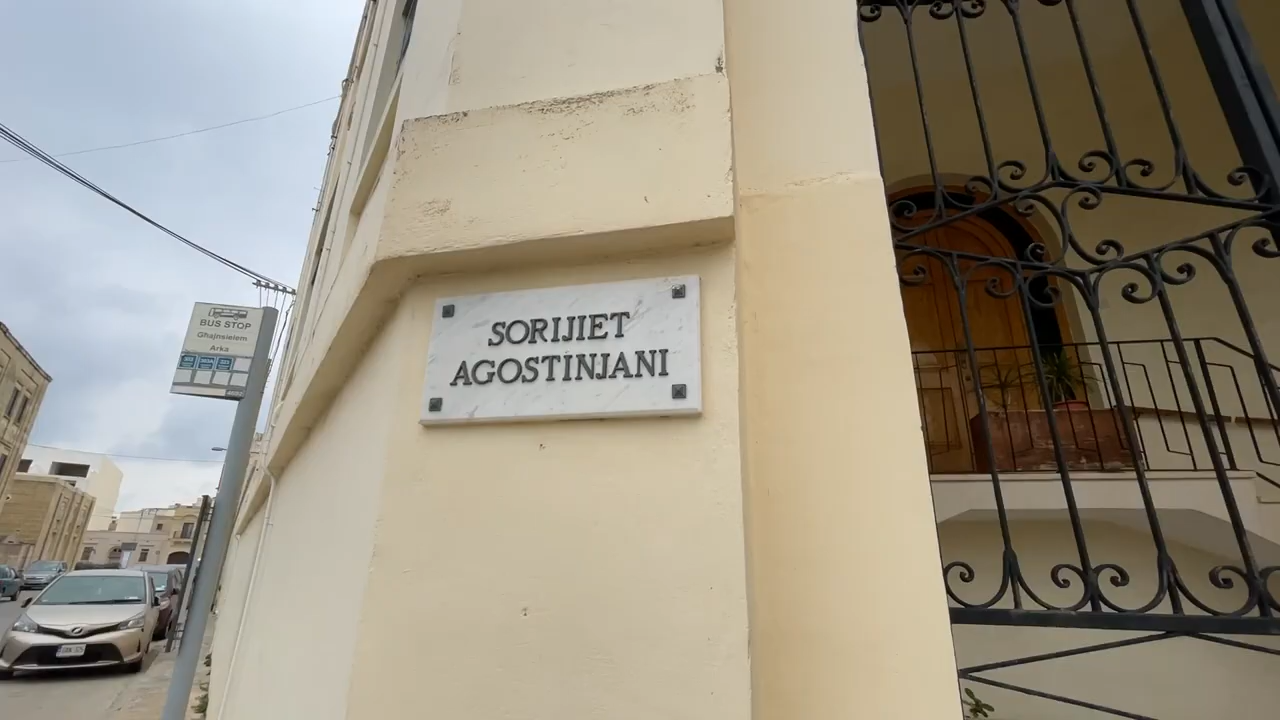 BUS STOP
Għajnsielem
Arka
SORIJIET
AGOSTINJANI